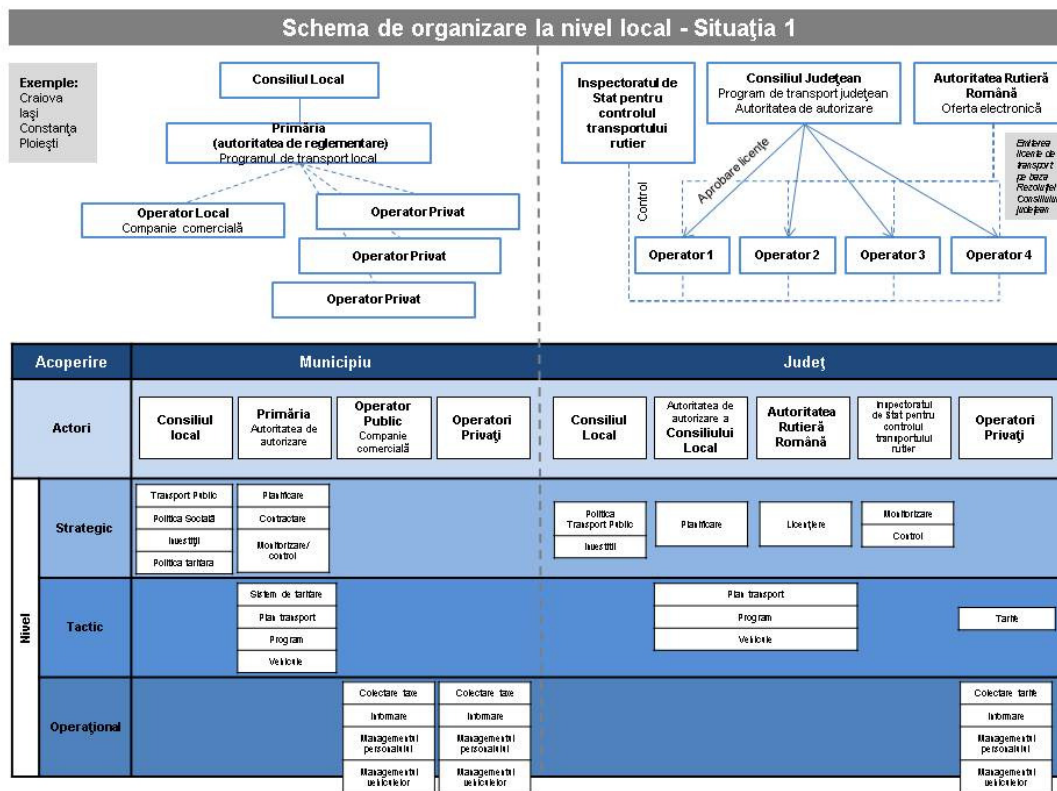 Schema de organizare la nivel local - Situaţia 1
Exemple:
Craiova
Iaşi
Constanţa
Ploieşti
Consiliul Local
Primăria
(autoritatea de reglementare)
Programul de transport local
Operator Local
Companie comercială
Operator Privat
Operator Privat
Operator Privat
Inspectoratul de
Stat pentru
controlul
transportului
rutier
Consiliul Judeţean
Program de transport judeţean
Autoritatea de autorizare
Autoritatea Rutieră
Română
Oferta electronică
Emiterea
licente de
transport
pe baza
Rezoluţiei
Consiliului
judeţean
Aprobare licenţe
Control
Operator 1
Operator 2
Operator 3
Operator 4
Acoperire
Municipiu
Judeţ
Actori
Consiliul
local
Primăria
Autoritatea de
autorizare
Operator
Public
Companie
comercială
Operatori
Privaţi
Consiliul
Local
Autoritatea de
autorizare a
Consiliului
Local
Autoritatea
Rutieră
Română
Inspectoratul
de Stat pentru
controlul
transportului
rutier
Operatori
Privaţi
Nivel
Strategic
Transport Public
Politica Socială
Investiţii
Politica tarifara
Planificare
Contractare
Monitorizare/
control
Politica
Transport Public
Investitii
Planificare
Licenţiere
Monitorizare
Control
Tactic
Sistem de tarifare
Plan transport
Program
Vehicule
Plan transport
Program
Vehicule
Tarife
Operaţional
Colectare taxe
Informare
Managementul
personalului
Managementul
vehiculelor
Colectare taxe
Informare
Managementul
personalului
Managementul
vehiculelor
Colectare tarife
Informare
Managementul
personalului
Managementul
vehiculelor